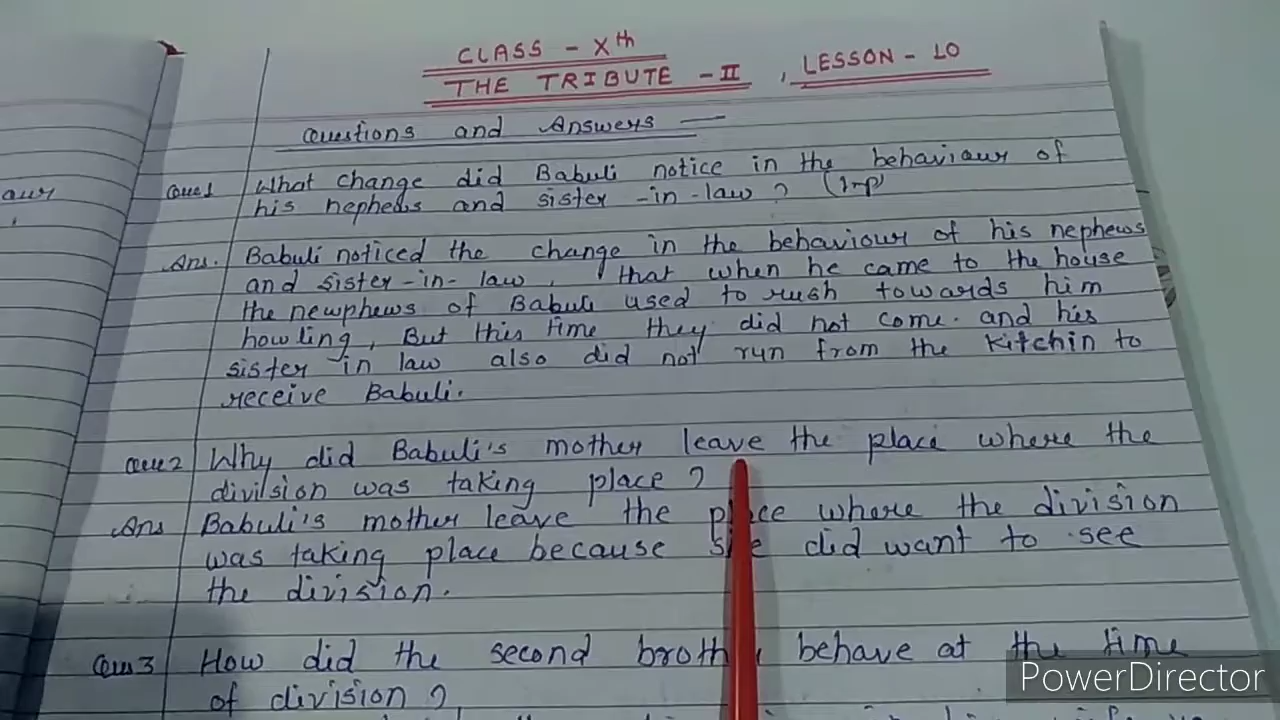 CLASS - Xth
THE TRIBUTE - II , LESSON - 10
Questions and Answers —
aur
Ques1 What change did Babuli notice in the behaviour of
his nephews and sister -in-law ? (Imp)
Ans. Babuli noticed the change in the behaviour of his nephews
and sister-in-law, that when he came to the house
the newphews of Babuli used to rush towards him
howling, But this time they did not come. and his
sister in law also did not run from the kitchin to
receive Babuli.
Que2 Why did Babuli's mother leave the place where the
division was taking place ?
Ans Babuli's mother leave the place where the division
was taking place because she did want to see
the division.
Ques3 How did the second brother behave at the time
of division ?
PowerDirector